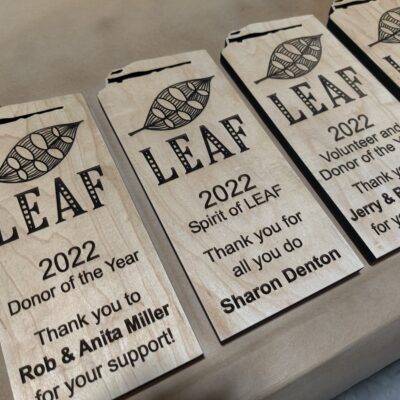 LEAF
2022
Donor of the Year
Thank you to
Rob & Anita Miller
for your support!
LEAF
2022
Spirit of LEAF
Thank you for
all you do
Sharon Denton
LEAF
2022
Volunteer and
Donor of the
Thank
Jerry &
for